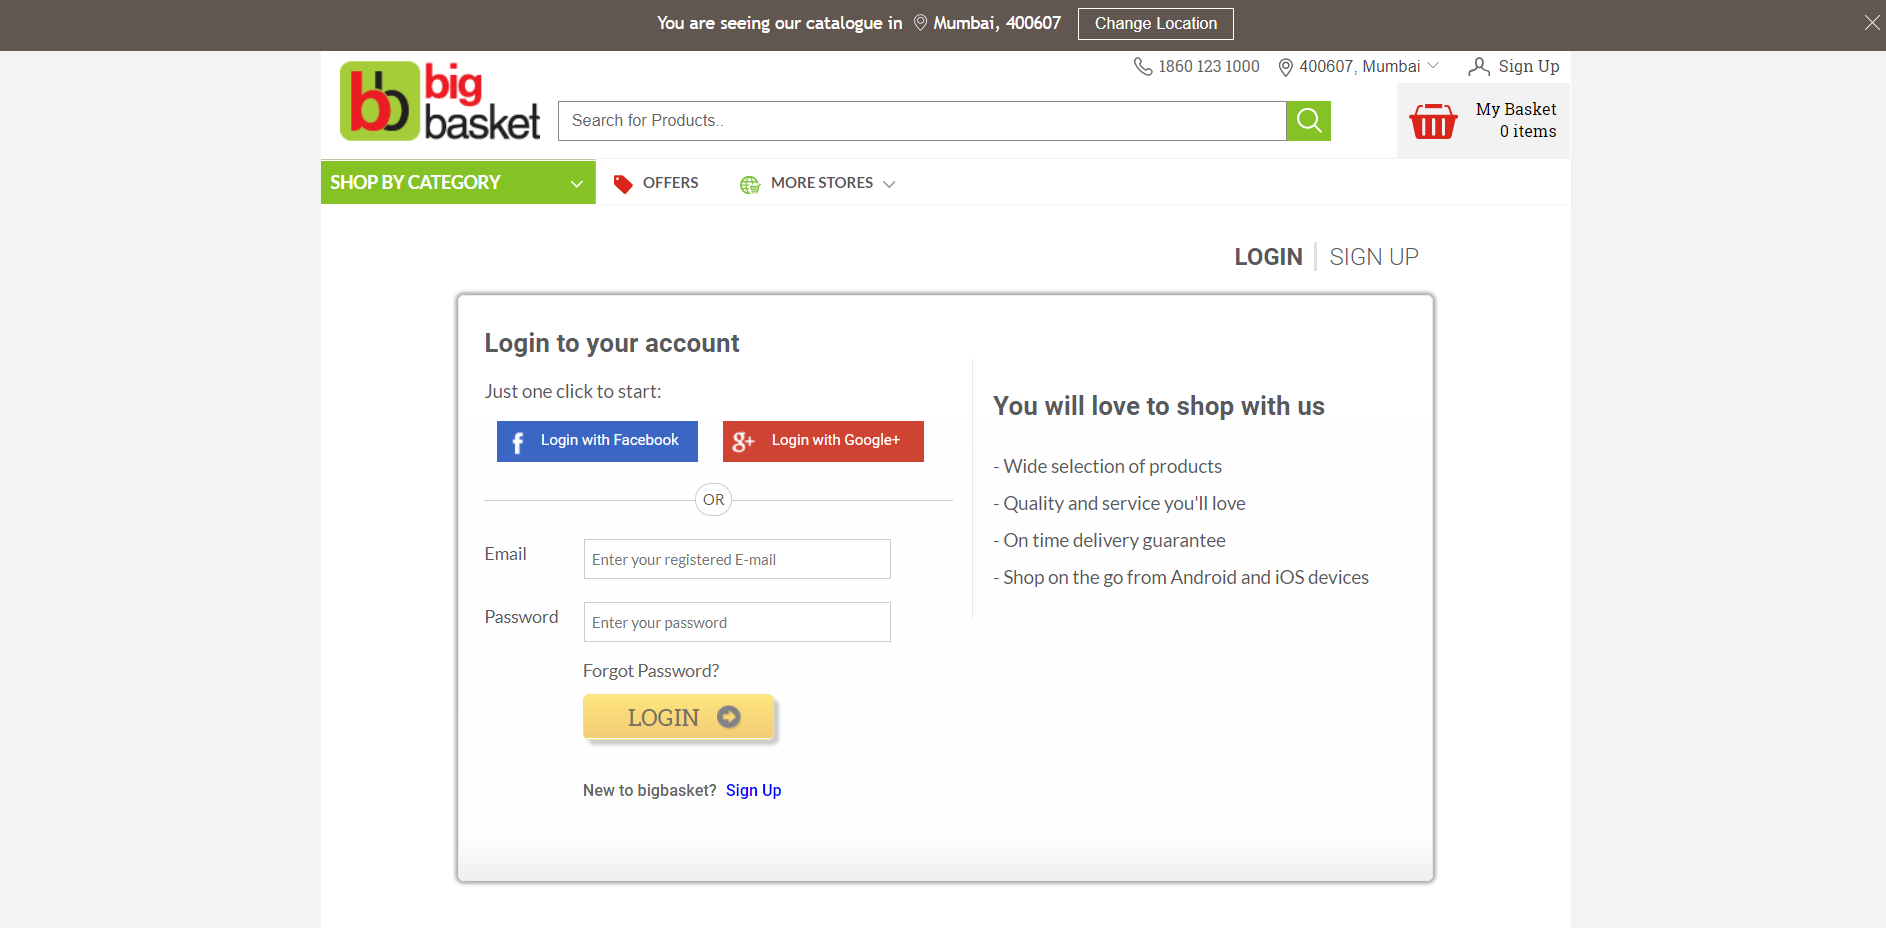 You are seeing our catalogue in Mumbai, 400607 Change Location
1860 123 1000 400607, Mumbai Sign Up
bb big basket
Search for Products..
My Basket
0 items
SHOP BY CATEGORY OFFERS MORE STORES
LOGIN SIGN UP
Login to your account
Just one click to start:
f Login with Facebook g+ Login with Google+
OR
Email Enter your registered E-mail
Password Enter your password
Forgot Password?
LOGIN
New to bigbasket? Sign Up
You will love to shop with us
- Wide selection of products
- Quality and service you'll love
- On time delivery guarantee
- Shop on the go from Android and iOS devices